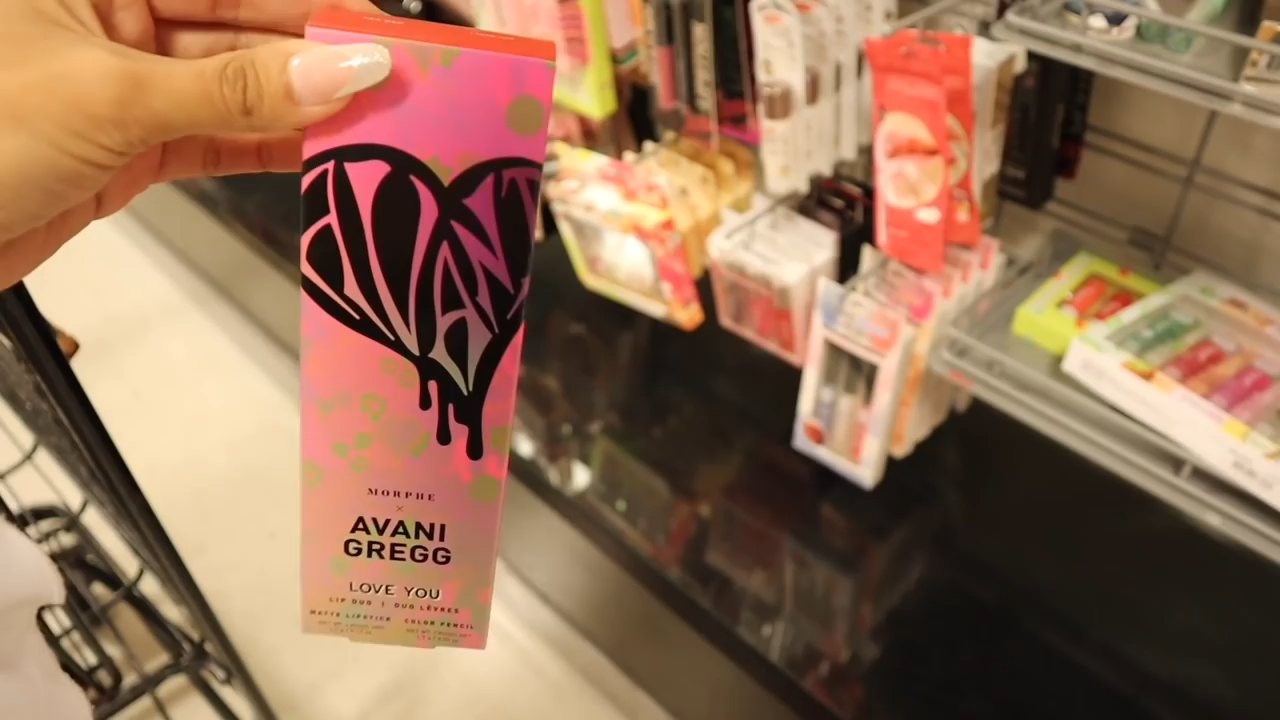 AVANI
MORPHE
×
AVANI
GREGG
LOVE YOU
LIP DUO | DUO LÈVRES
MATTE LIPSTICK COLOR PENCIL